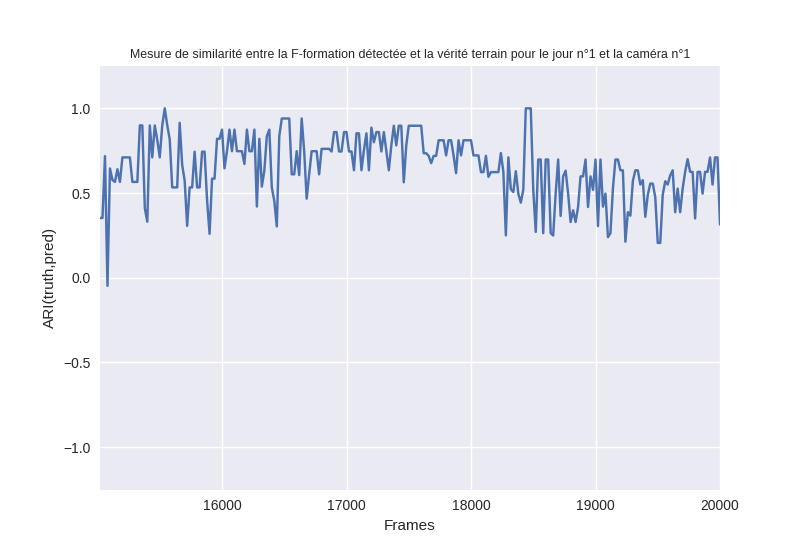 Mesure de similarité entre la F-formation détectée et la vérité terrain pour le jour n°1 et la caméra n°1
1.0
0.5
0.0
−0.5
−1.0
ARI(truth,pred)
16000 17000 18000 19000 20000
Frames